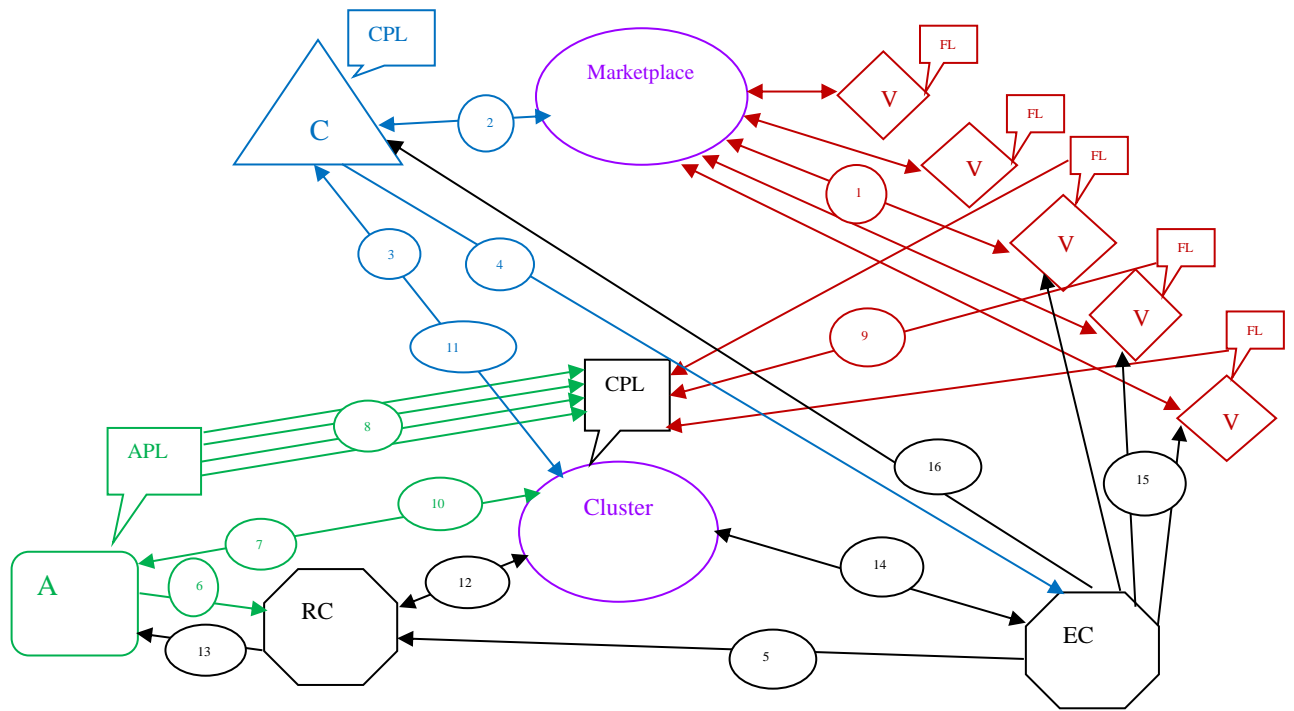 CPL
FL
Marketplace
V
FL
C
2
V
FL
1
V
FL
3
4
V
FL
9
11
CPL
V
8
APL
16
15
10
Cluster
7
14
12
6
A
RC
EC
13
5